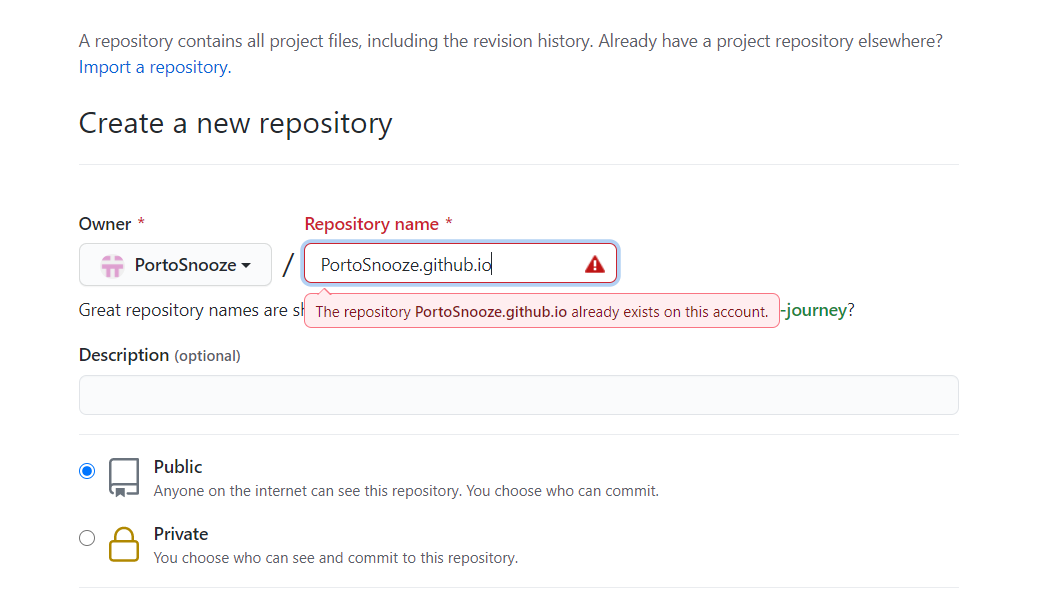 A repository contains all project files, including the revision history. Already have a project repository elsewhere?
Import a repository.
Create a new repository
Owner *
Repository name *
PortoSnooze
/
PortoSnooze.github.io
Great repository names are sh
-journey?
The repository PortoSnooze.github.io already exists on this account.
Description (optional)
Public
Anyone on the internet can see this repository. You choose who can commit.
Private
You choose who can see and commit to this repository.